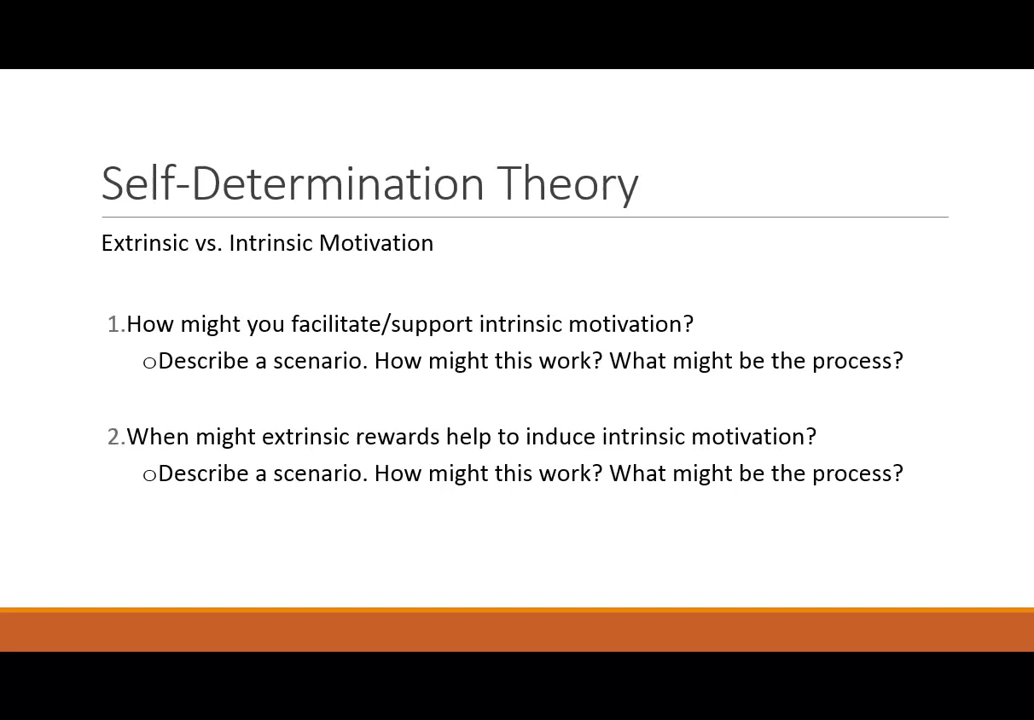 Self-Determination Theory
Extrinsic vs. Intrinsic Motivation
1.How might you facilitate/support intrinsic motivation?
oDescribe a scenario. How might this work? What might be the process?
2.When might extrinsic rewards help to induce intrinsic motivation?
oDescribe a scenario. How might this work? What might be the process?